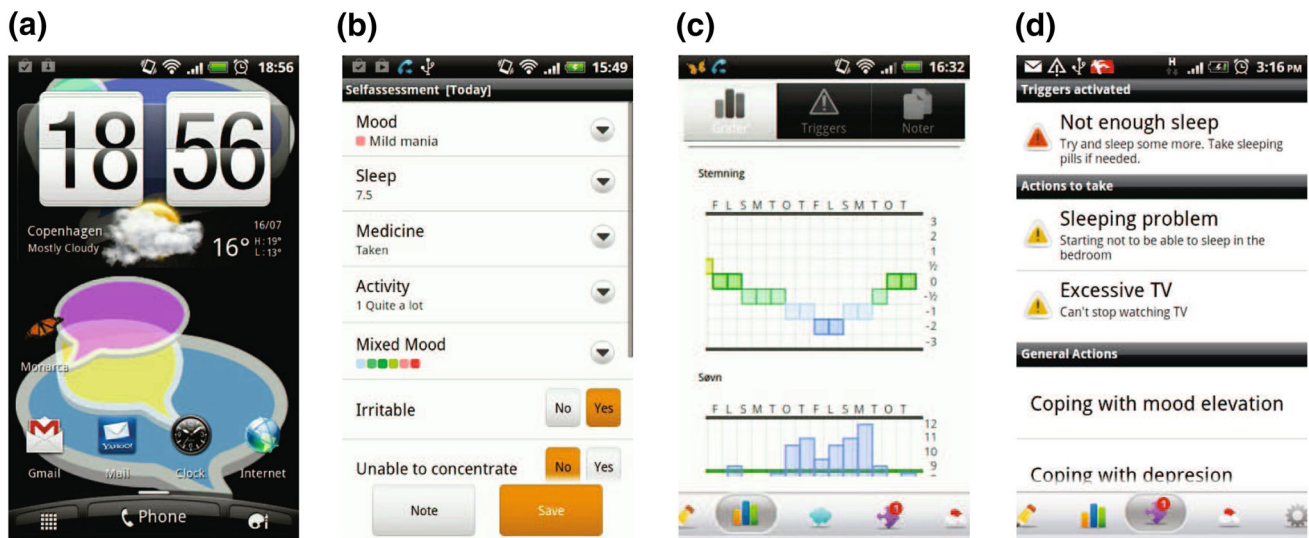 (a)
18:56
18 56
Copenhagen
Mostly Cloudy
16/07
16° H: 19°
L: 13°
Monarca
Gmail Mail Clock Internet
YAHOO!
Phone
(b)
15:49
Selfassessment [Today]
Mood
Mild mania
Sleep
7.5
Medicine
Taken
Activity
1 Quite a lot
Mixed Mood
Irritable No Yes
Unable to concentrate No Yes
Note Save
(c)
16:32
Grafer Triggers Noter
Stemning
F L S M T O T F L S M T O T
3
2
1
½
0
-½
-1
-2
-3
Søvn
F L S M T O T F L S M T O T
12
11
10
9
1
(d)
H 3:16 PM
Triggers activated
Not enough sleep
Try and sleep some more. Take sleeping
pills if needed.
Actions to take
Sleeping problem
Starting not to be able to sleep in the
bedroom
Excessive TV
Can't stop watching TV
General Actions
Coping with mood elevation
Coping with depresion
1